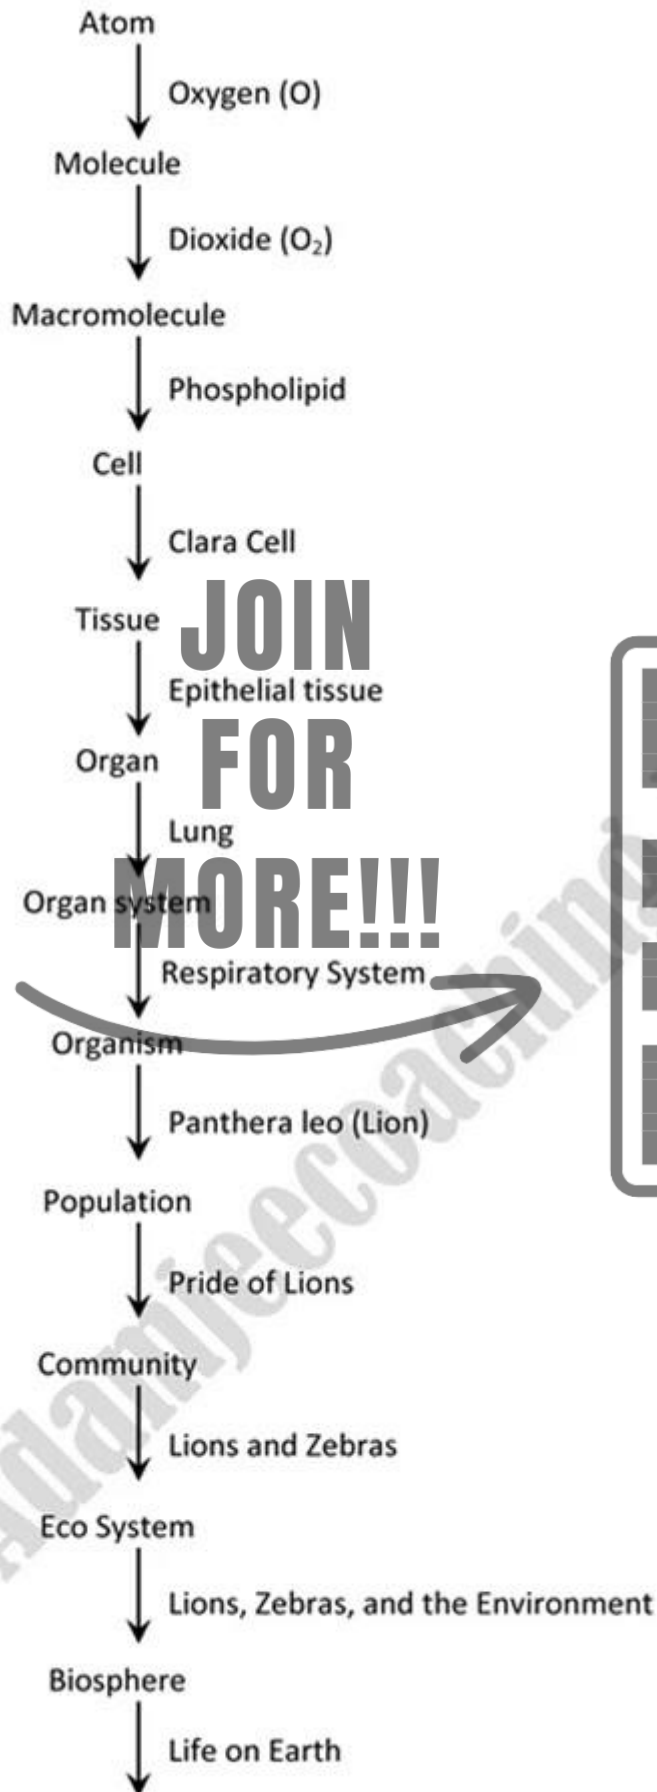 Atom
Oxygen (O)
Molecule
Dioxide (O₂)
Macromolecule
Phospholipid
Cell
Clara Cell
Tissue
JOIN
Epithelial tissue
FOR
Organ
Lung
MORE!!!
Organ system
Respiratory System
Organism
Panthera leo (Lion)
Population
Pride of Lions
Community
Lions and Zebras
Eco System
Lions, Zebras, and the Environment
Biosphere
Life on Earth
Adamjeecoaching